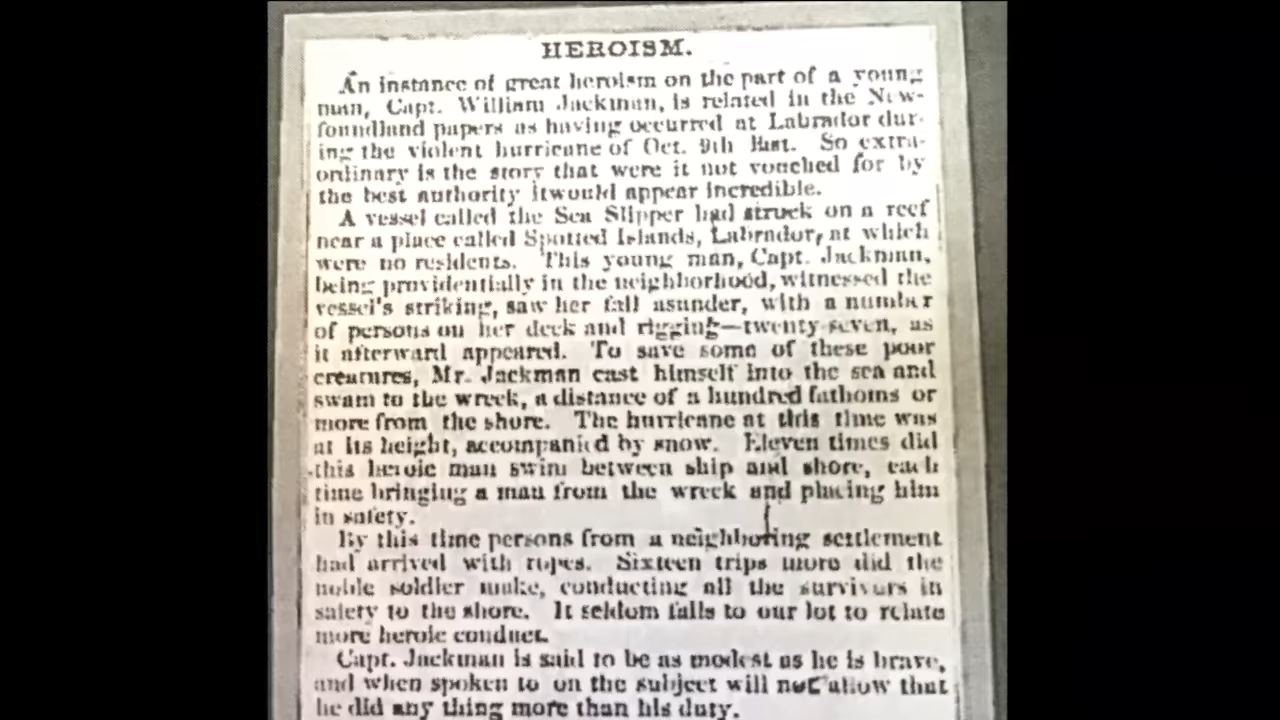 HEROISM.
An instance of great heroism on the part of a young
man, Capt. William Jackman, is related in the New-
foundland papers as having occurred at Labrador dur-
ing the violent hurricane of Oct. 9th last. So extra-
ordinary is the story that were it not vouched for by
the best authority itwould appear incredible.
A vessel called the Sea Slipper had struck on a reef
near a place called Spotted Islands, Labrador, at which
were no residents. This young man, Capt. Jackman,
being providentially in the neighborhood, witnessed the
vessel's striking, saw her fall asunder, with a number
of persons on her deck and rigging—twenty-seven, as
it afterward appeared. To save some of these poor
creatures, Mr. Jackman cast himself into the sea and
swam to the wreck, a distance of a hundred fathoms or
more from the shore. The hurricane at this time was
at its height, accompanied by snow. Eleven times did
this heroic man swim between ship and shore, each
time bringing a man from the wreck and placing him
in safety.
By this time persons from a neighboring settlement
had arrived with ropes. Sixteen trips more did the
noble soldier make, conducting all the survivors in
safety to the shore. It seldom falls to our lot to relate
more heroic conduct.
Capt. Jackman is said to be as modest as he is brave,
and when spoken to on the subject will not allow that
he did any thing more than his duty.